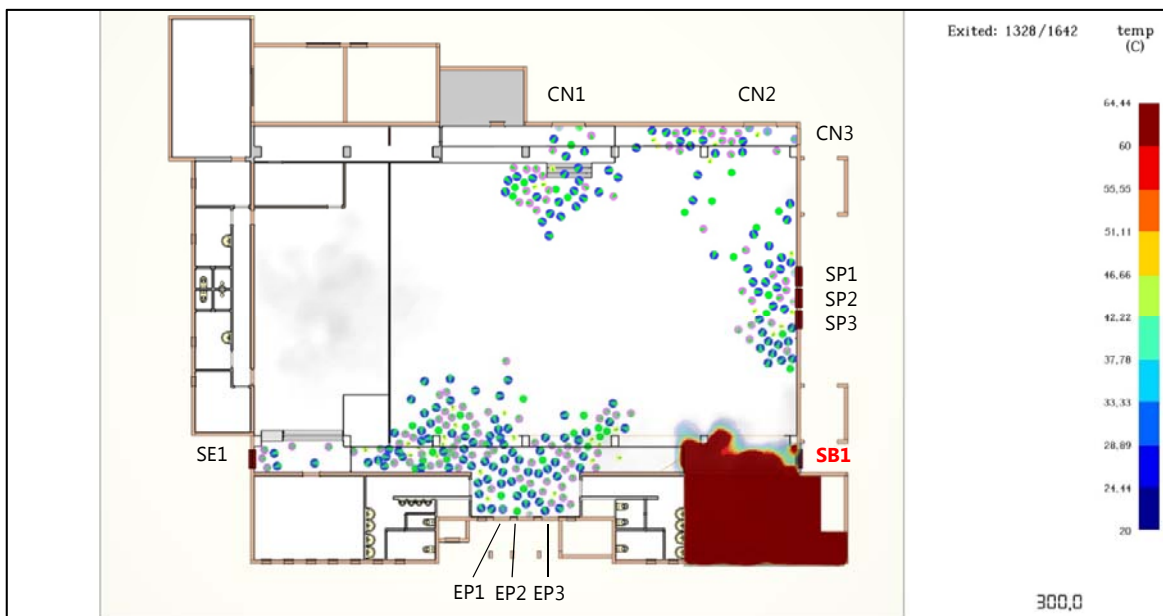 Exited: 1328/1642
temp
(C)
64,44
60
55,55
51,11
46,66
42,22
37,78
33,33
28,89
24,44
20
CN1
CN2
CN3
SP1
SP2
SP3
SE1
SB1
EP1 EP2 EP3
300,0